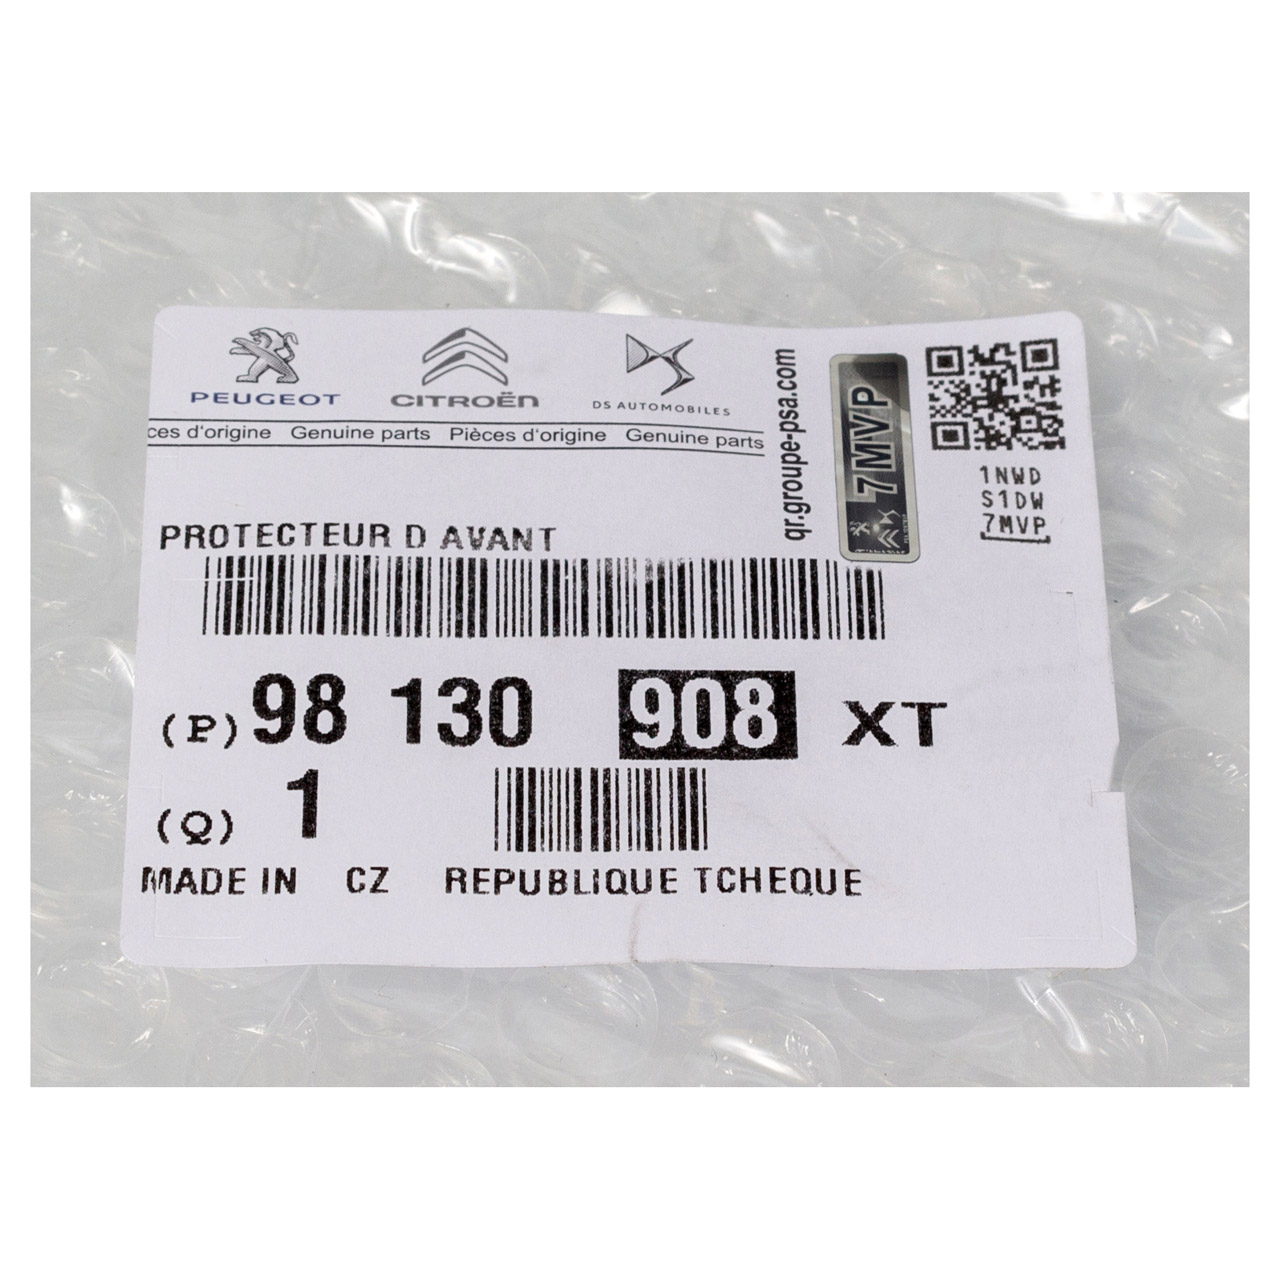 PEUGEOT CITROËN DS AUTOMOBILES
ces d'origine Genuine parts Pièces d'origine Genuine parts
qr.groupe-psa.com
7MVP
1NWD
S1DW
7MVP
PROTECTEUR D AVANT
(P) 98 130 908 XT
(Q) 1
MADE IN CZ REPUBLIQUE TCHEQUE